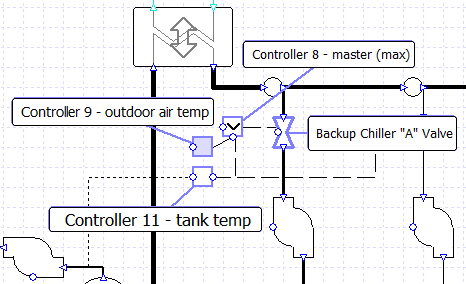 Controller 8 - master (max)
Controller 9 - outdoor air temp
Backup Chiller "A" Valve
Controller 11 - tank temp